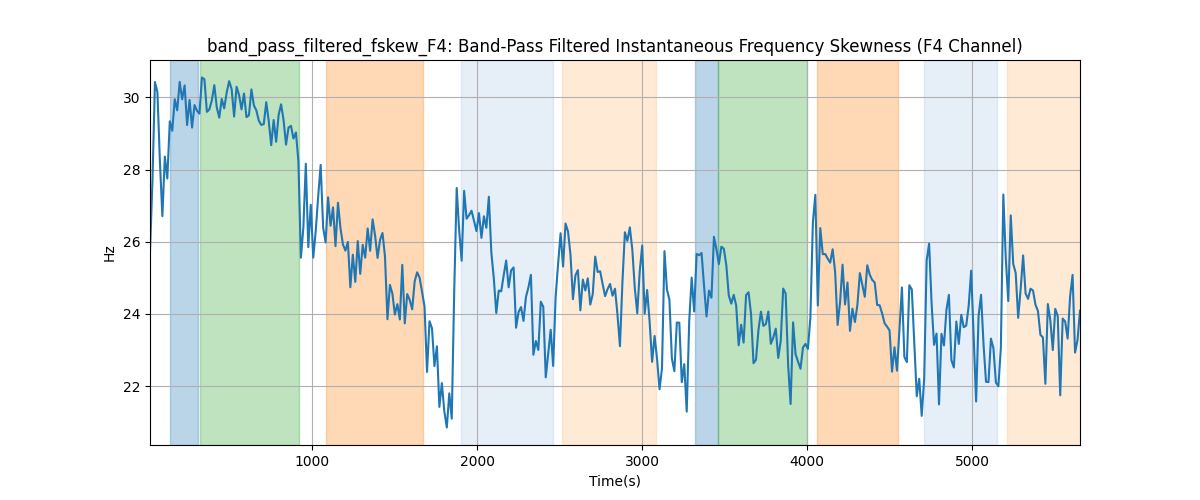 band_pass_filtered_fskew_F4: Band-Pass Filtered Instantaneous Frequency Skewness (F4 Channel)
Hz
30
28
26
24
22
1000 2000 3000 4000 5000
Time(s)